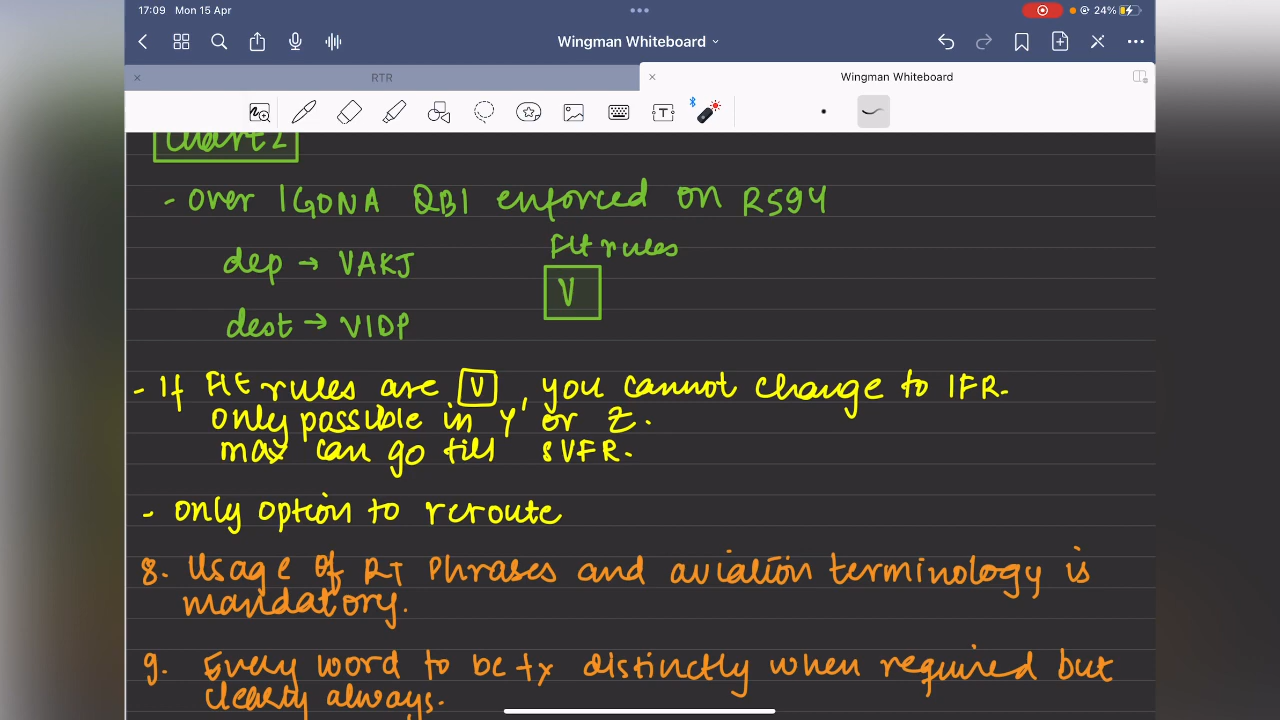 17:09 Mon 15 Apr
24%
Wingman Whiteboard
RTR
Wingman Whiteboard
Chart 2
- over IGONA QBI enforced on R594
Flt rules
dep → VAKJ
V
dest → VIDP
- If Flt rules are V, you cannot change to IFR.
only possible in Y' or Z.
max can go till SVFR.
- only option to reroute
8. Usage of RT Phrases and aviation terminology is
mandatory.
9. Every word to be tx distinctly when required but
clearly always.